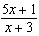 5x + 1
x + 3